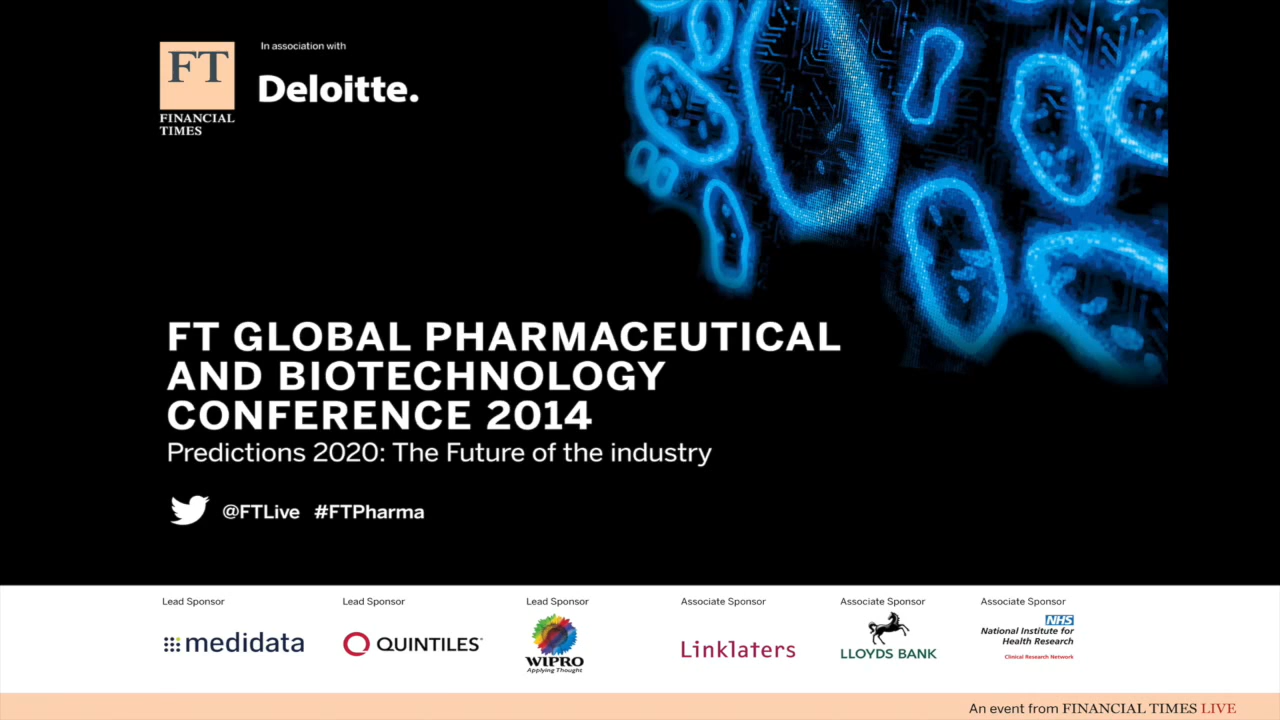 FT
FINANCIAL
TIMES
In association with
Deloitte.
FT GLOBAL PHARMACEUTICAL
AND BIOTECHNOLOGY
CONFERENCE 2014
Predictions 2020: The Future of the industry
@FTLive #FTPharma
Lead Sponsor
medidata
Lead Sponsor
QUINTILES
Lead Sponsor
WIPRO
Applying Thought
Associate Sponsor
Linklaters
Associate Sponsor
LLOYDS BANK
Associate Sponsor
NHS
National Institute for
Health Research
Clinical Research Network
An event from FINANCIAL TIMES LIVE